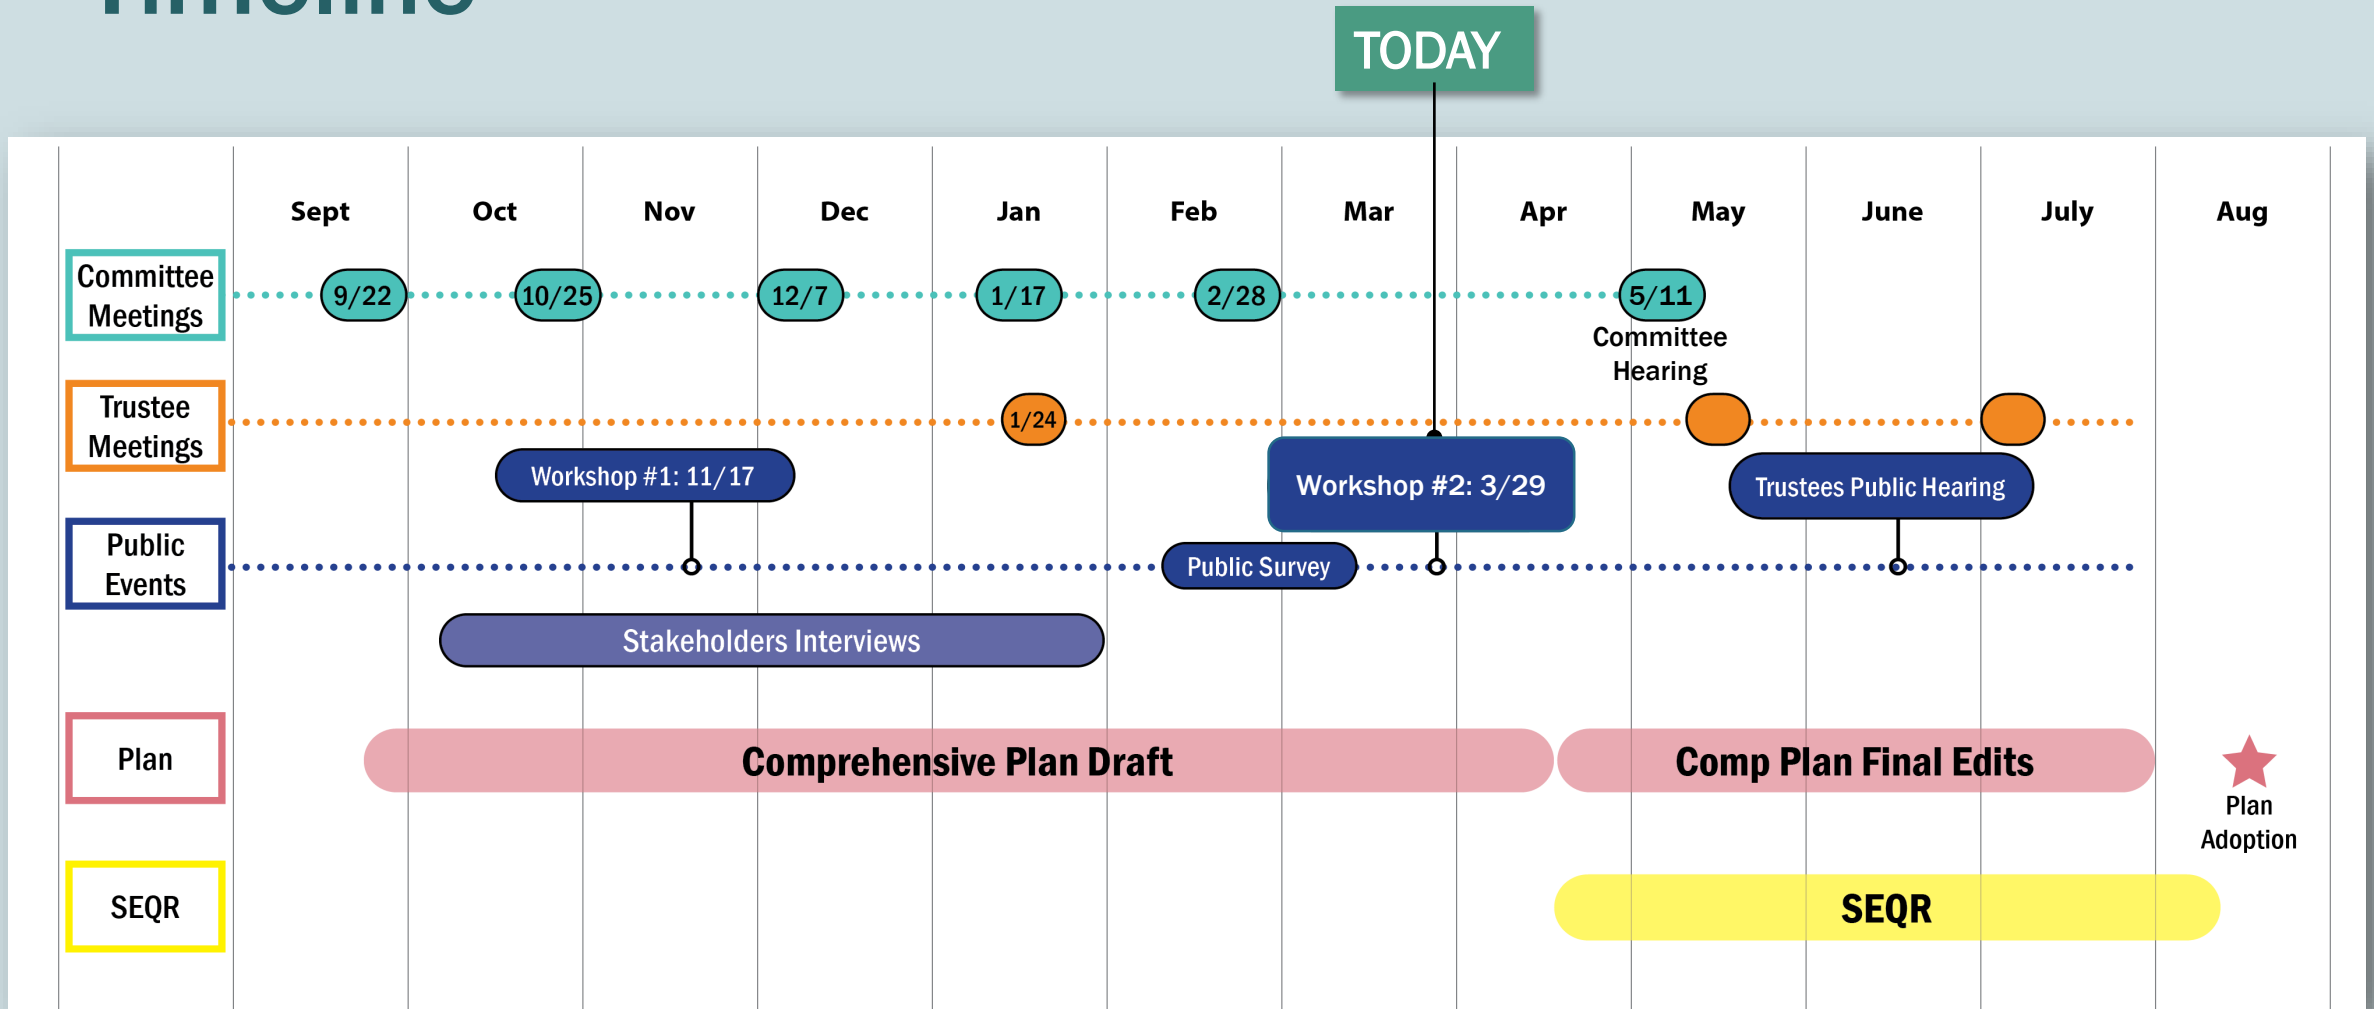 Timeline
TODAY
Sept Oct Nov Dec Jan Feb Mar Apr May June July Aug
Committee
Meetings
9/22 10/25 12/7 1/17 2/28 5/11
Committee
Hearing
Trustee
Meetings
1/24
Workshop #1: 11/17
Workshop #2: 3/29
Trustees Public Hearing
Public
Events
Public Survey
Stakeholders Interviews
Plan
Comprehensive Plan Draft
Comp Plan Final Edits
Plan
Adoption
SEQR
SEQR